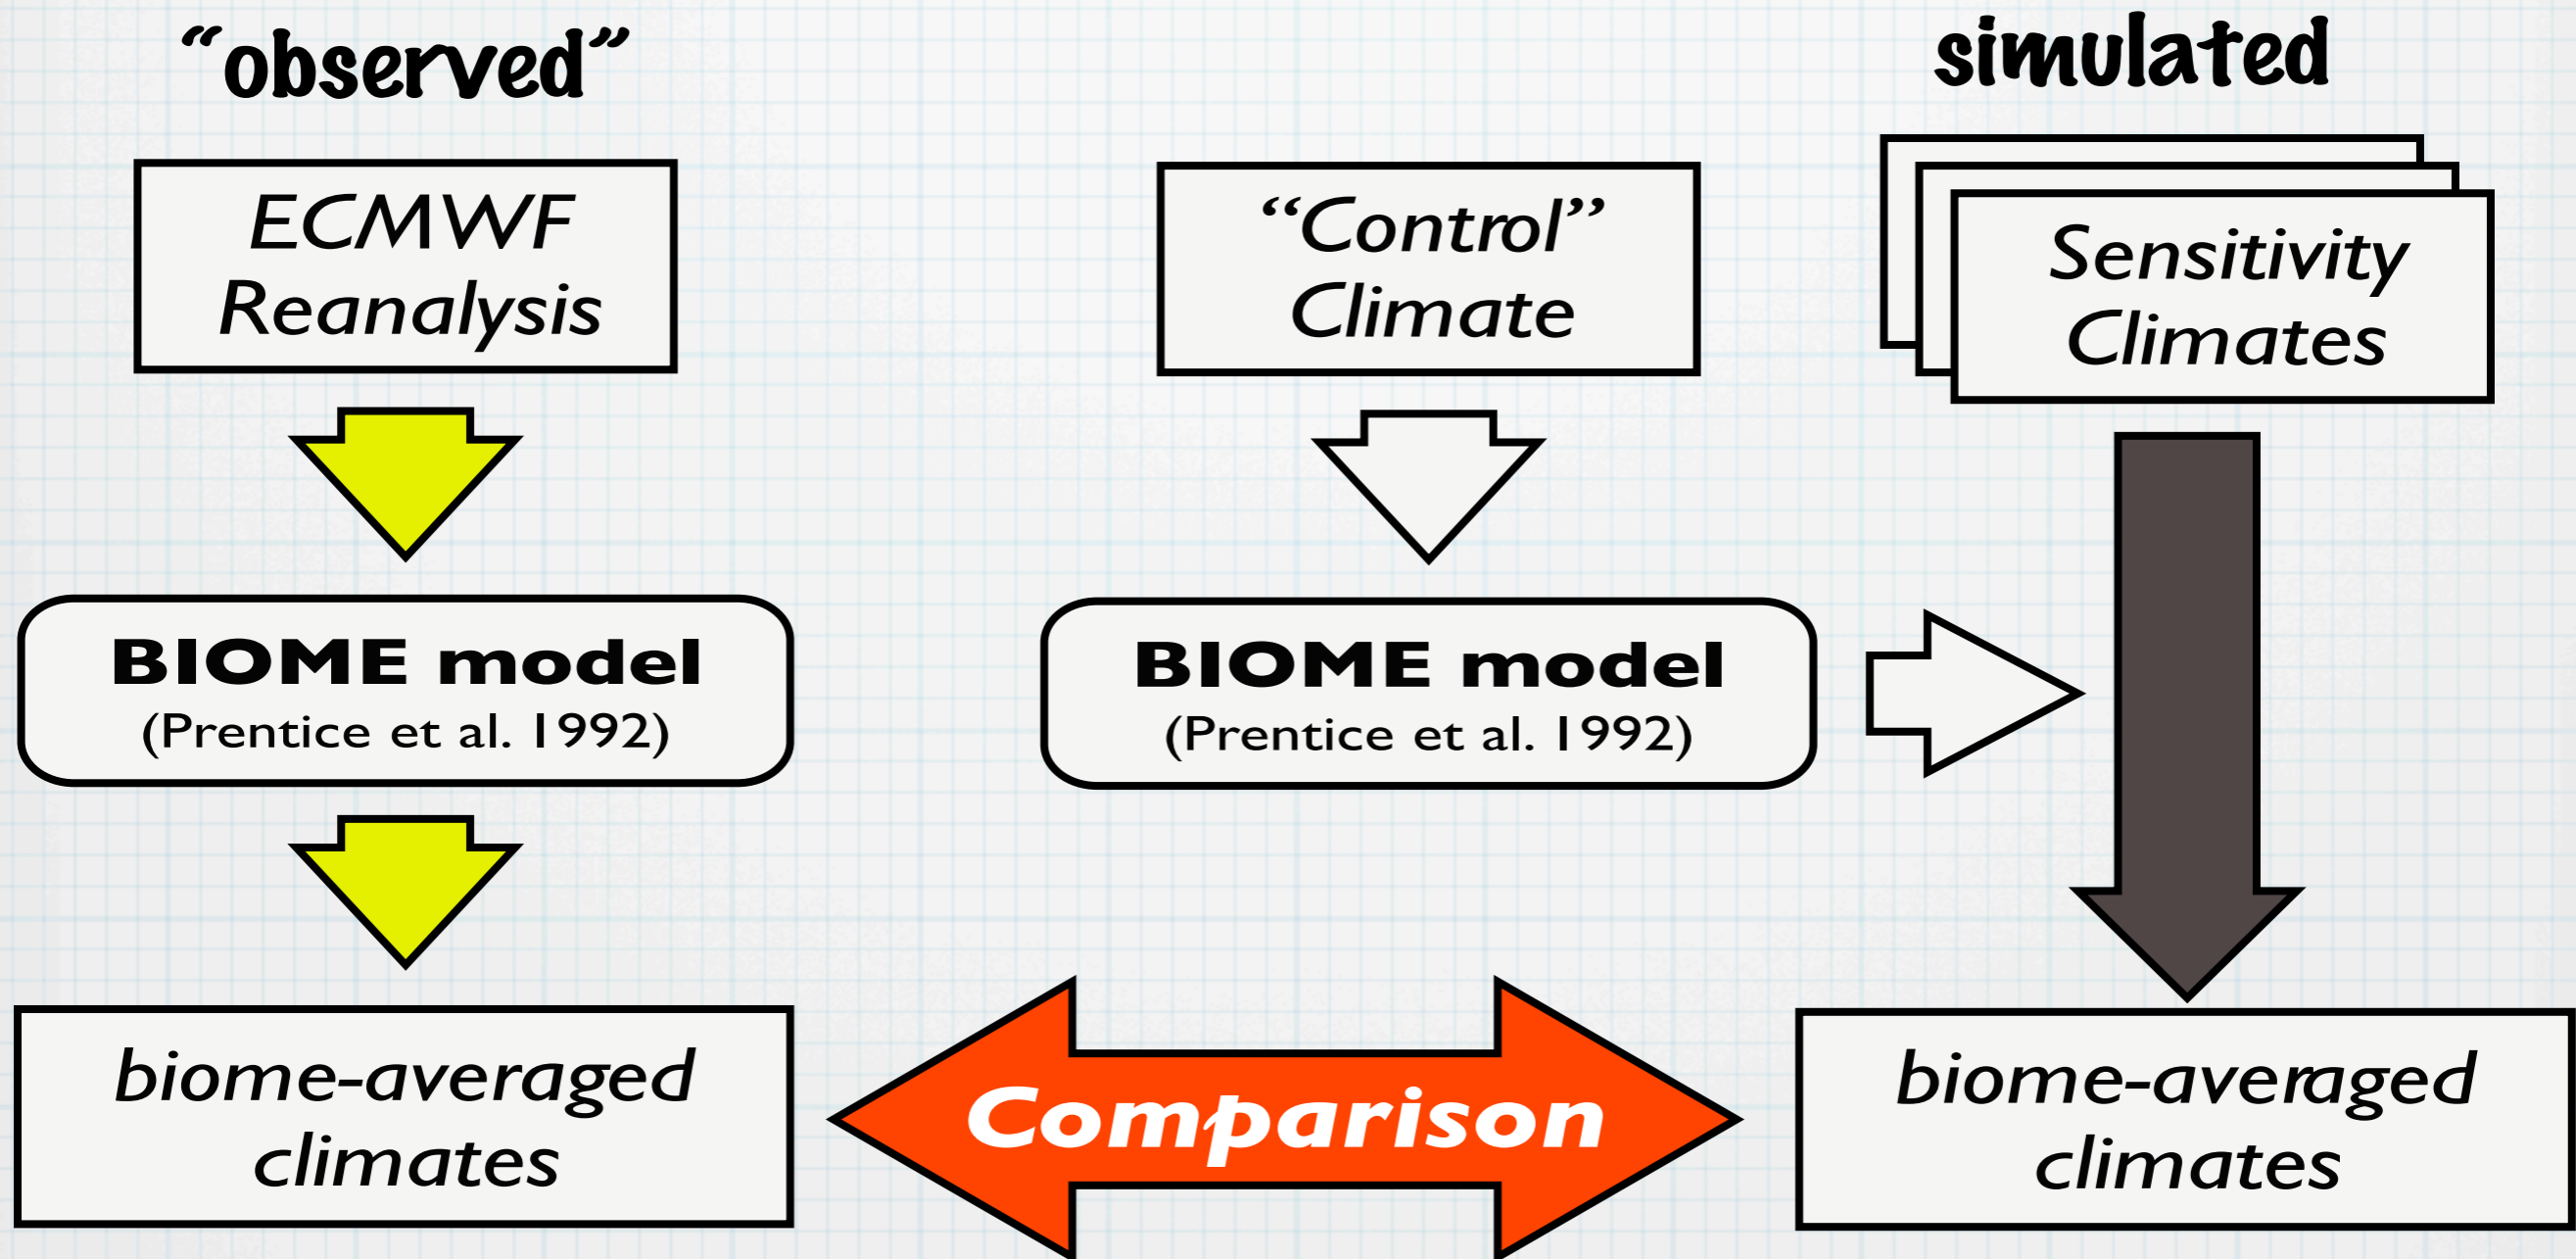 “observed”
simulated
ECMWF
Reanalysis
“Control”
Climate
Sensitivity
Climates
BIOME model
(Prentice et al. 1992)
BIOME model
(Prentice et al. 1992)
biome-averaged
climates
Comparison
biome-averaged
climates